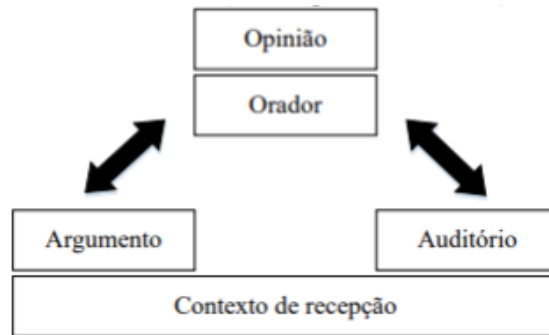 Opinião
Orador
Argumento
Auditório
Contexto de recepção